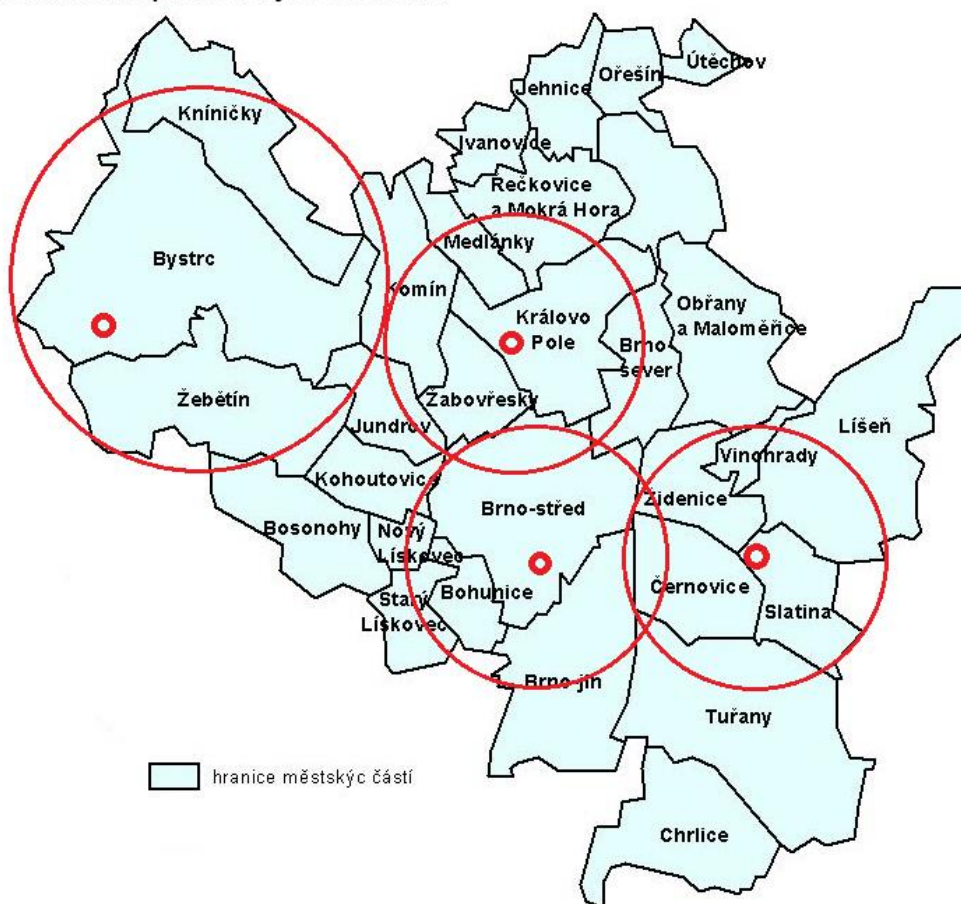 Útěchov
Ořešín
Jehnice
Kníničky
Ivanovice
Řečkovice
a Mokrá Hora
Medlánky
Bystrc
Komín
Obřany
a Maloměřice
Královo
Pole
Brno-
sever
Žebětín
Žabovřesky
Líšeň
Jundrov
Vinohrady
Kohoutovice
Židenice
Brno-střed
Bosonohy
Nový
Lískovec
Černovice
Bohunice
Starý
Lískovec
Slatina
Brno-jih
Tuřany
hranice městskýc částí
Chrlice